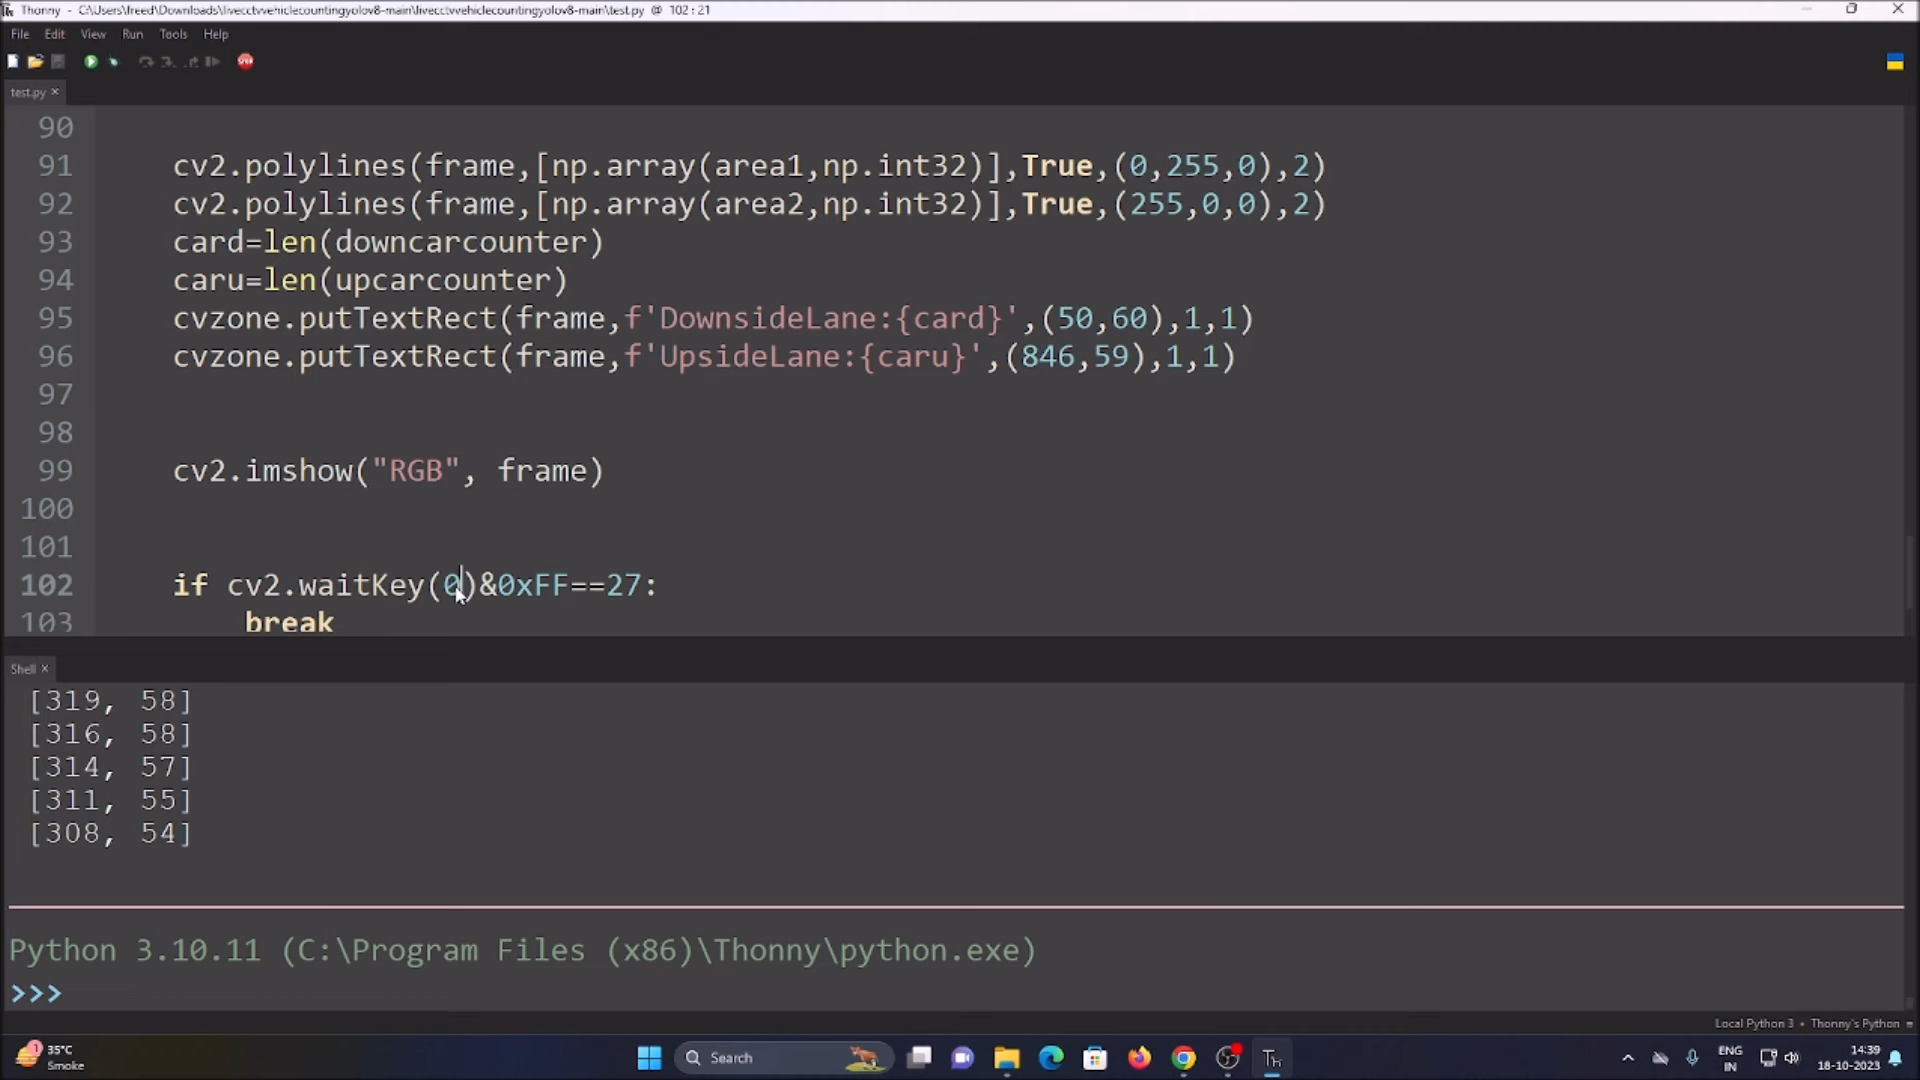 Thonny - C:\Users\freed\Downloads\livecctvvehiclecountingyolov8-main\livecctvvehiclecountingyolov8-main\test.py @ 102:21
File Edit View Run Tools Help
test.py ×
90
91 cv2.polylines(frame,[np.array(area1,np.int32)],True,(0,255,0),2)
92 cv2.polylines(frame,[np.array(area2,np.int32)],True,(255,0,0),2)
93 card=len(downcarcounter)
94 caru=len(upcarcounter)
95 cvzone.putTextRect(frame,f'DownsideLane:{card}',(50,60),1,1)
96 cvzone.putTextRect(frame,f'UpsideLane:{caru}',(846,59),1,1)
97
98
99 cv2.imshow("RGB", frame)
100
101
102 if cv2.waitKey(0)&0xFF==27:
103 break
Shell ×
[319, 58]
[316, 58]
[314, 57]
[311, 55]
[308, 54]
Python 3.10.11 (C:\Program Files (x86)\Thonny\python.exe)
>>>
Local Python 3 • Thonny's Python
1
35°C
Smoke
Search
Th
ENG
IN
14:39
18-10-2023